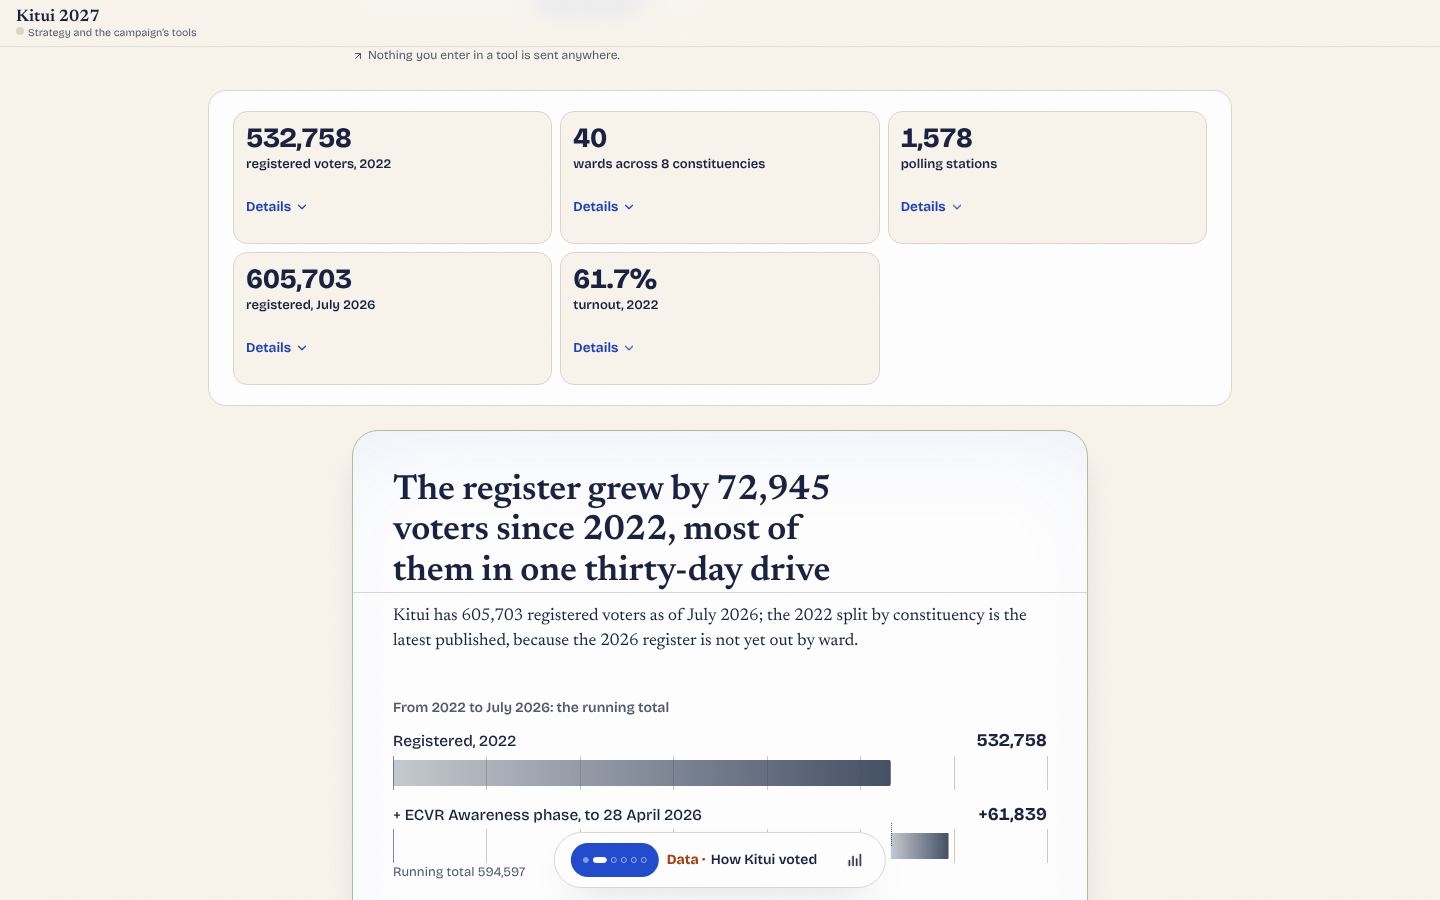 Kitui 2027
Strategy and the campaign's tools
Nothing you enter in a tool is sent anywhere.
532,758
registered voters, 2022
Details
40
wards across 8 constituencies
Details
1,578
polling stations
Details
605,703
registered, July 2026
Details
61.7%
turnout, 2022
Details
The register grew by 72,945
voters since 2022, most of
them in one thirty-day drive
Kitui has 605,703 registered voters as of July 2026; the 2022 split by constituency is the
latest published, because the 2026 register is not yet out by ward.
From 2022 to July 2026: the running total
Registered, 2022
532,758
+ ECVR Awareness phase, to 28 April 2026
+61,839
Running total 594,597
Data · How Kitui voted